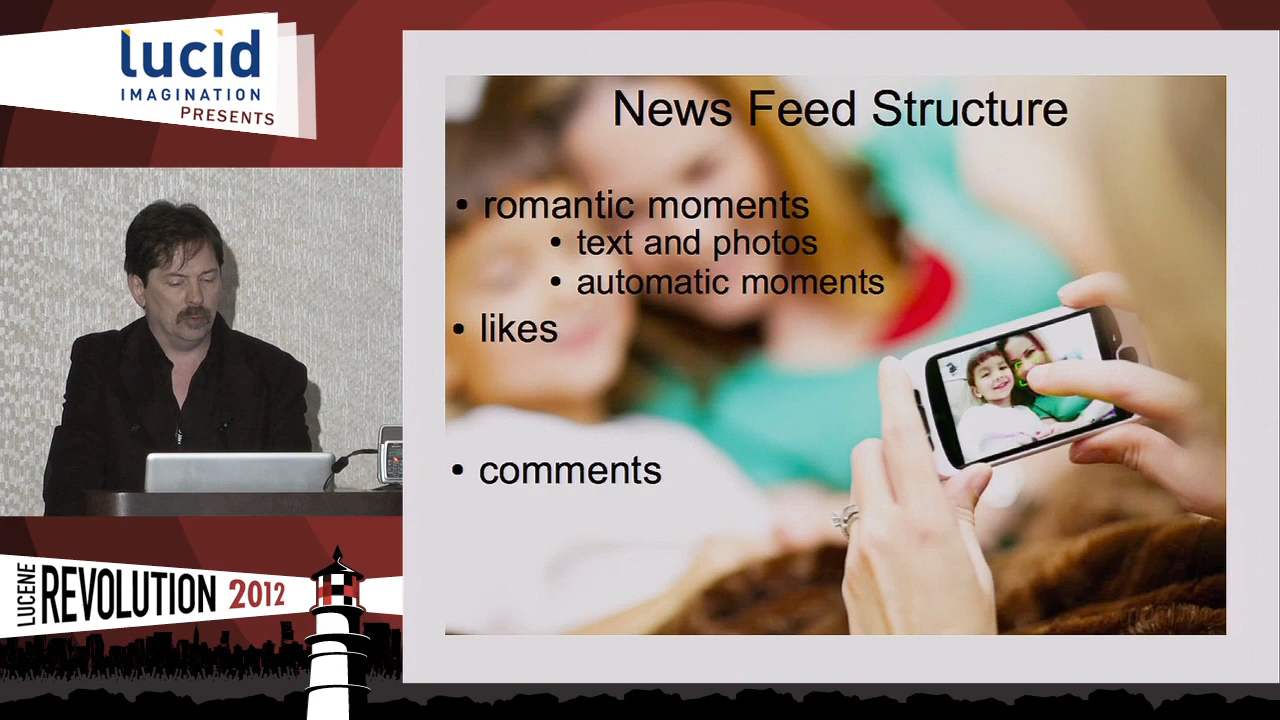 lucid
IMAGINATION
PRESENTS
News Feed Structure
• romantic moments
• text and photos
• automatic moments
• likes
• comments
LUCENE
REVOLUTION 2012